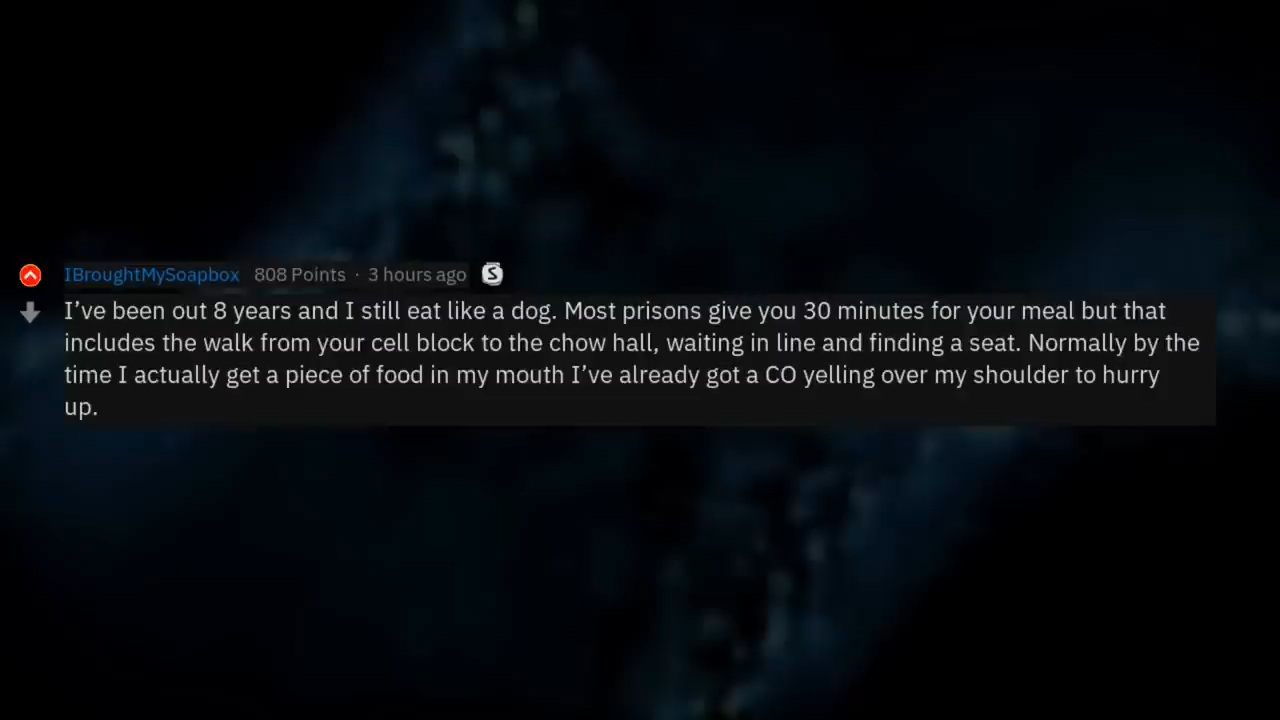 IBroughtMySoapbox 808 Points · 3 hours ago S
I’ve been out 8 years and I still eat like a dog. Most prisons give you 30 minutes for your meal but that
includes the walk from your cell block to the chow hall, waiting in line and finding a seat. Normally by the
time I actually get a piece of food in my mouth I’ve already got a CO yelling over my shoulder to hurry
up.